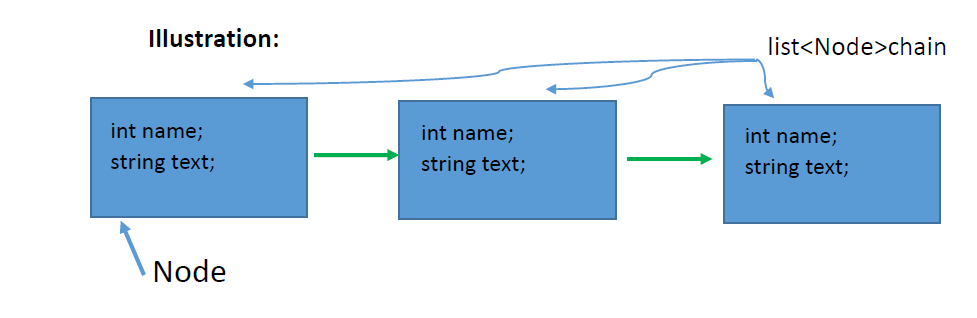 Illustration:
list<Node>chain
int name;
string text;
int name;
string text;
int name;
string text;
Node